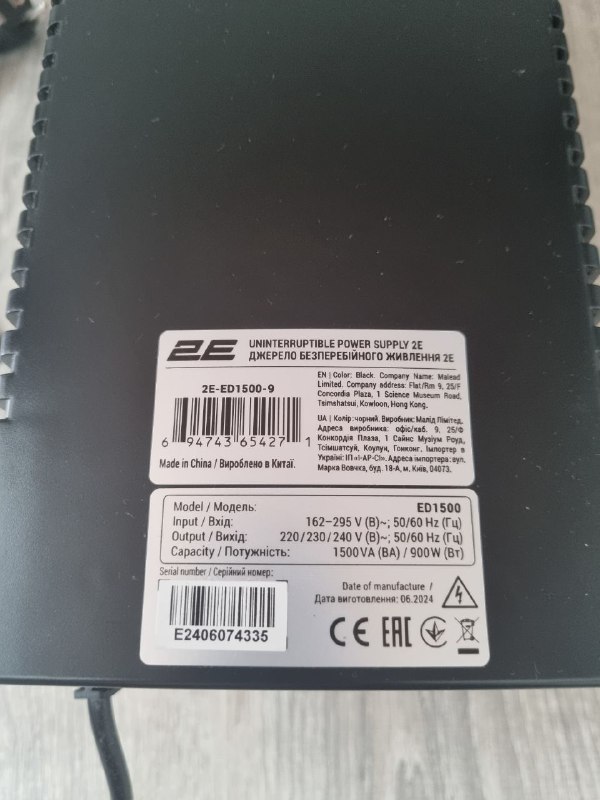 2E
UNINTERRUPTIBLE POWER SUPPLY 2E
ДЖЕРЕЛО БЕЗПЕРЕБІЙНОГО ЖИВЛЕННЯ 2E
2E-ED1500-9
6 94743 65427 1
Made in China / Вироблено в Китаї.
EN | Color: Black. Company Name: Malead
Limited. Company address: Flat/Rm 9, 25/F
Concordia Plaza, 1 Science Museum Road,
Tsimshatsui, Kowloon, Hong Kong.
UA | Колір: чорний. Виробник: Малід Лімітед,
Адреса виробника: офіс/каб. 9, 25/Ф
Конкордія Плаза, 1 Сайнс Музіум Роуд,
Тсімшатсуї, Коулун, Гонконг. Імпортер в
Україні: ІП «І-АР-СІ». Адреса імпортера: вул.
Марка Вовчка, буд. 18-А, м. Київ, 04073.
Model / Модель: ED1500
Input / Вхід: 162–295 V (В)~; 50/60 Hz (Гц)
Output / Вихід: 220/230/240 V (В)~; 50/60 Hz (Гц)
Capacity / Потужність: 1500VA (ВА) / 900W (Вт)
Serial number / Серійний номер:
E2406074335
Date of manufacture /
Дата виготовлення: 06.2024
CE EAC